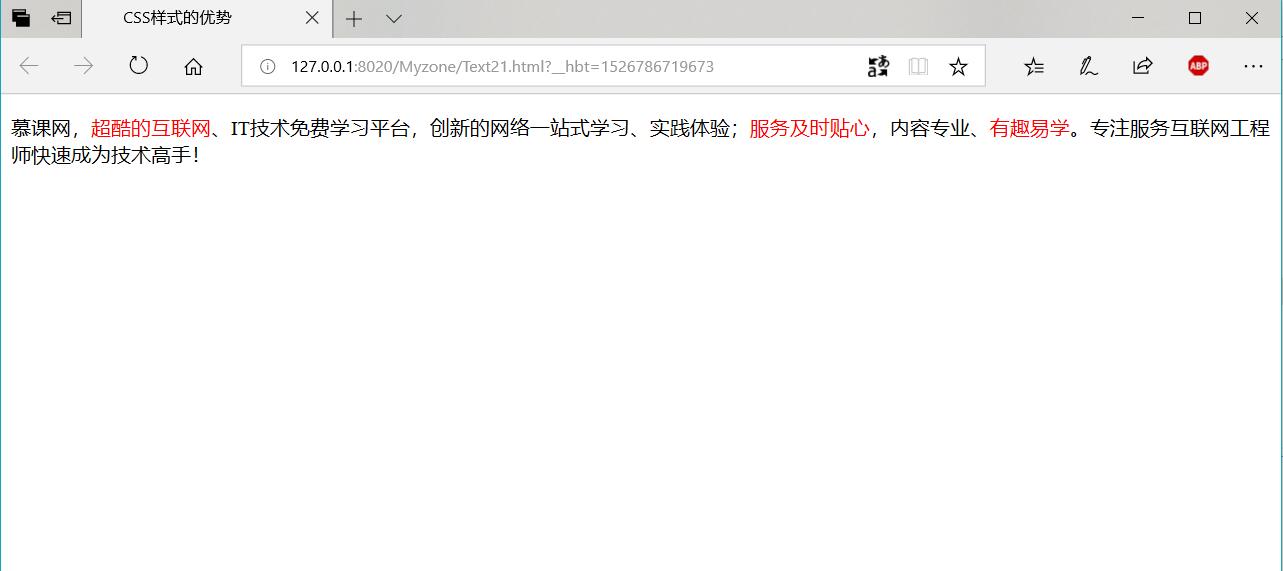 CSS样式的优势
127.0.0.1:8020/Myzone/Text21.html?__hbt=1526786719673
あ
a
ABP
慕课网，超酷的互联网、IT技术免费学习平台，创新的网络一站式学习、实践体验；服务及时贴心，内容专业、有趣易学。专注服务互联网工程
师快速成为技术高手！